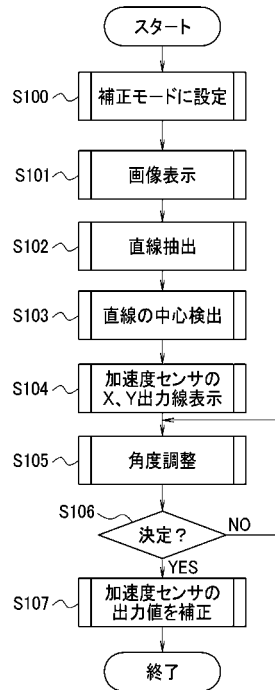 スタート
S100
補正モードに設定
S101
画像表示
S102
直線抽出
S103
直線の中心検出
S104
加速度センサの
X、Y出力線表示
S105
角度調整
S106
決定?
NO
YES
S107
加速度センサの
出力値を補正
終了